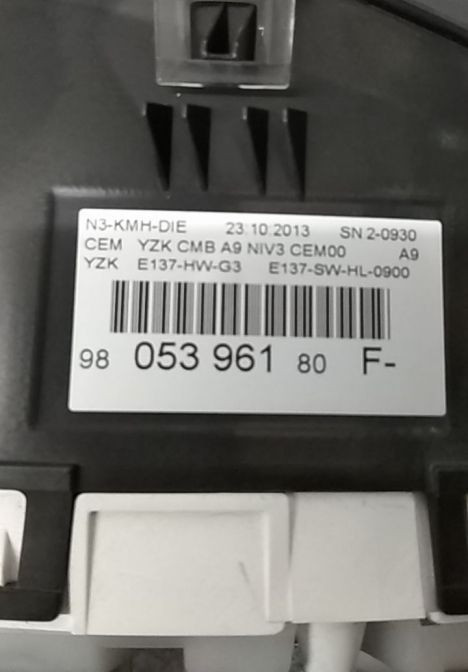 N3-KMH-DIE 23.10.2013 SN 2-0930
CEM YZK CMB A9 NIV3 CEM00 A9
YZK E137-HW-G3 E137-SW-HL-0900
98 053 961 80 F-